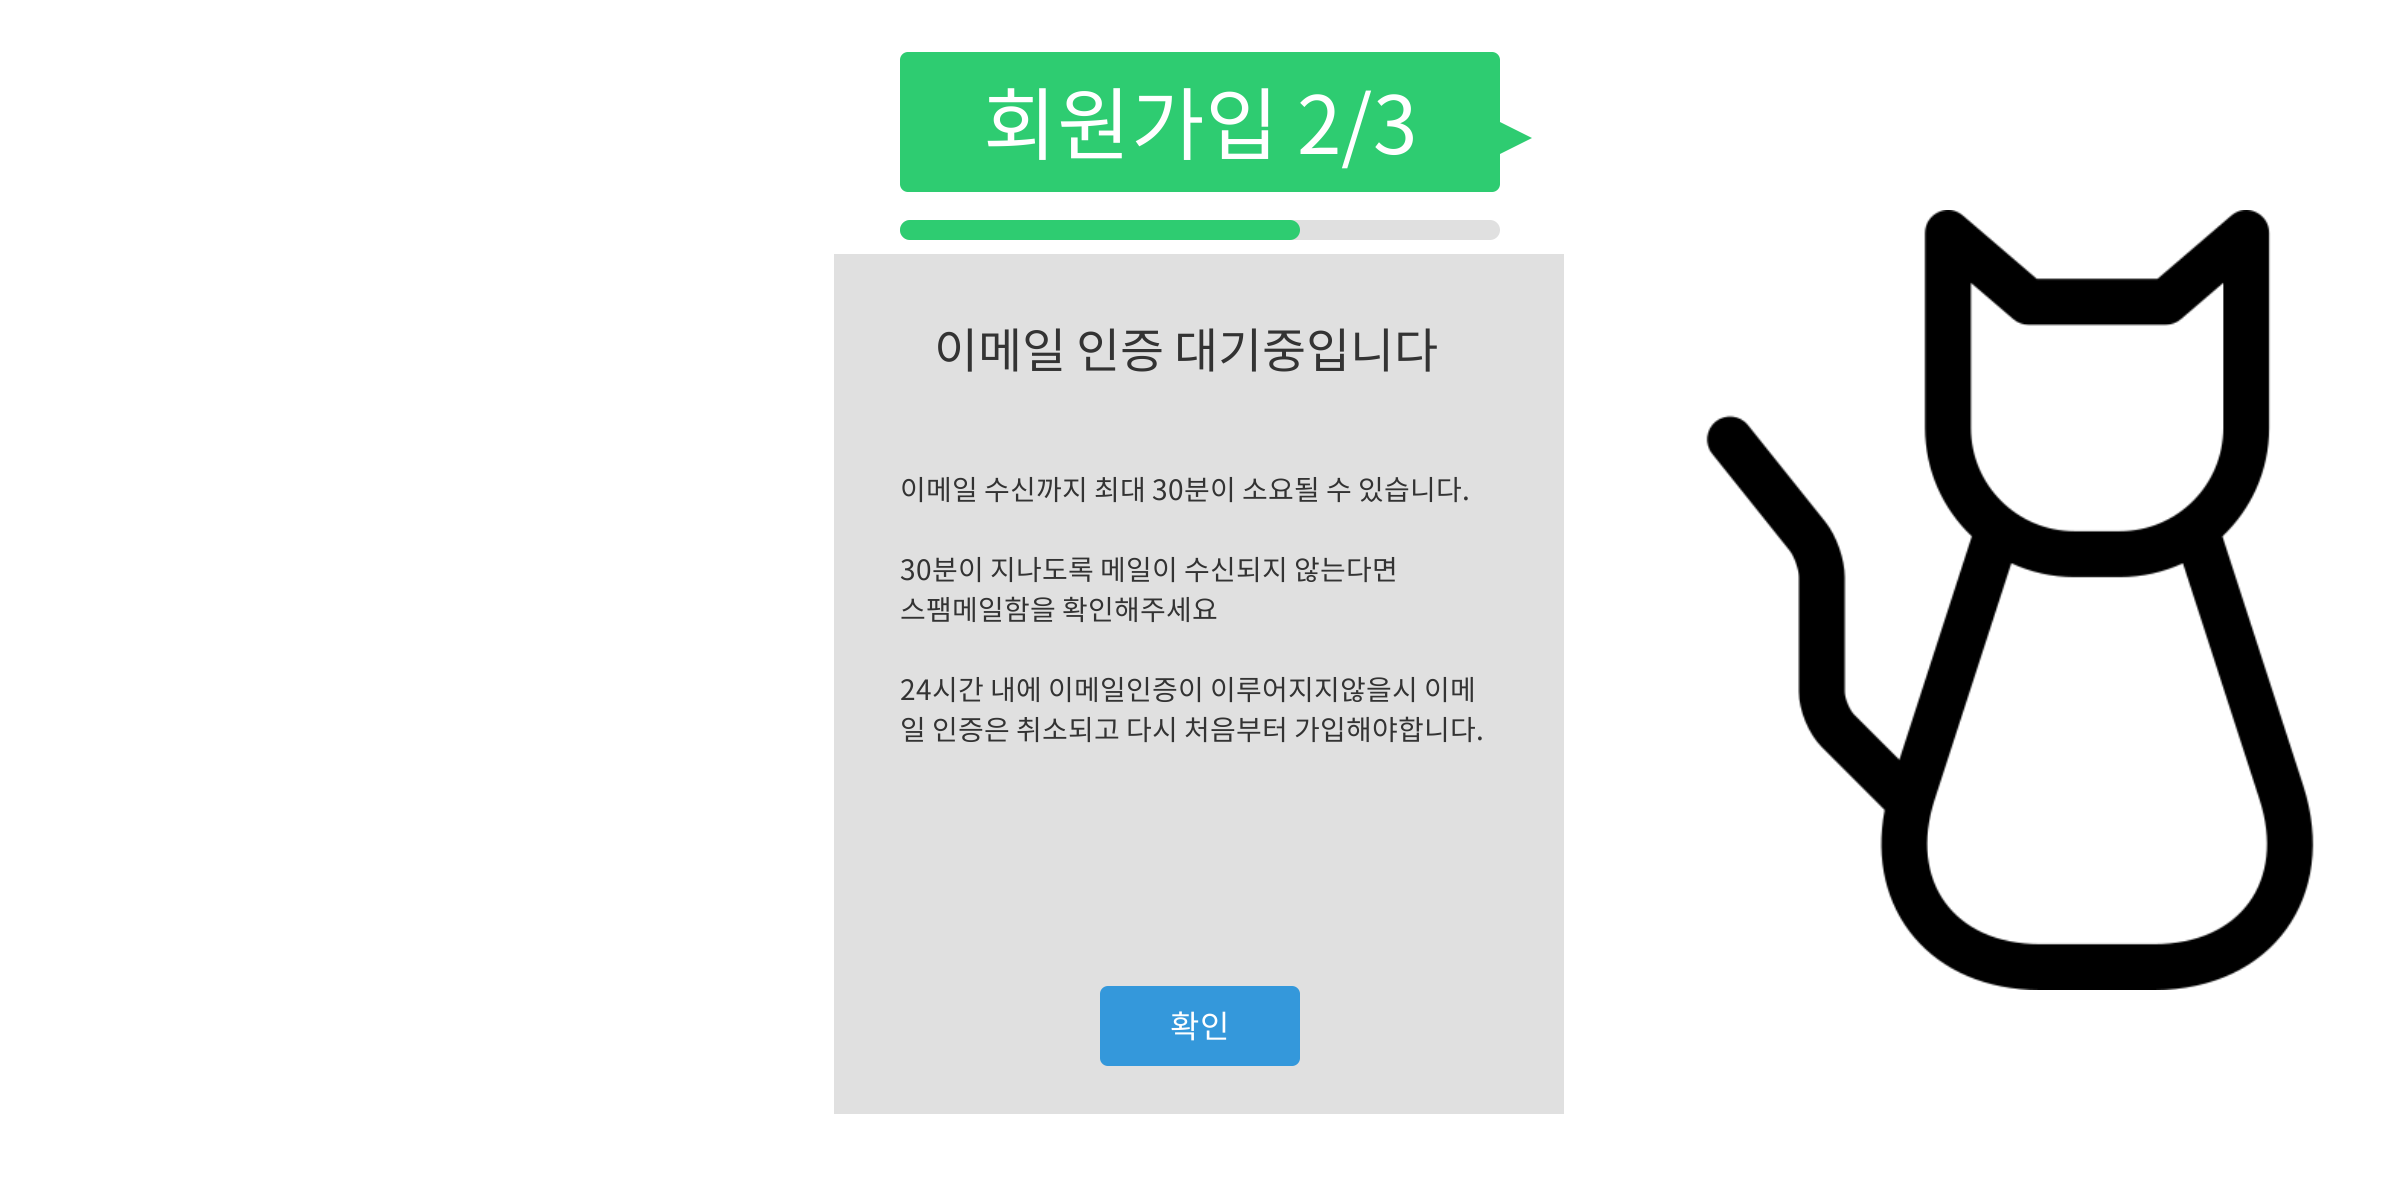 회원가입 2/3
이메일 인증 대기중입니다
이메일 수신까지 최대 30분이 소요될 수 있습니다.
30분이 지나도록 메일이 수신되지 않는다면
스팸메일함을 확인해주세요
24시간 내에 이메일인증이 이루어지지않을시 이메
일 인증은 취소되고 다시 처음부터 가입해야합니다.
확인